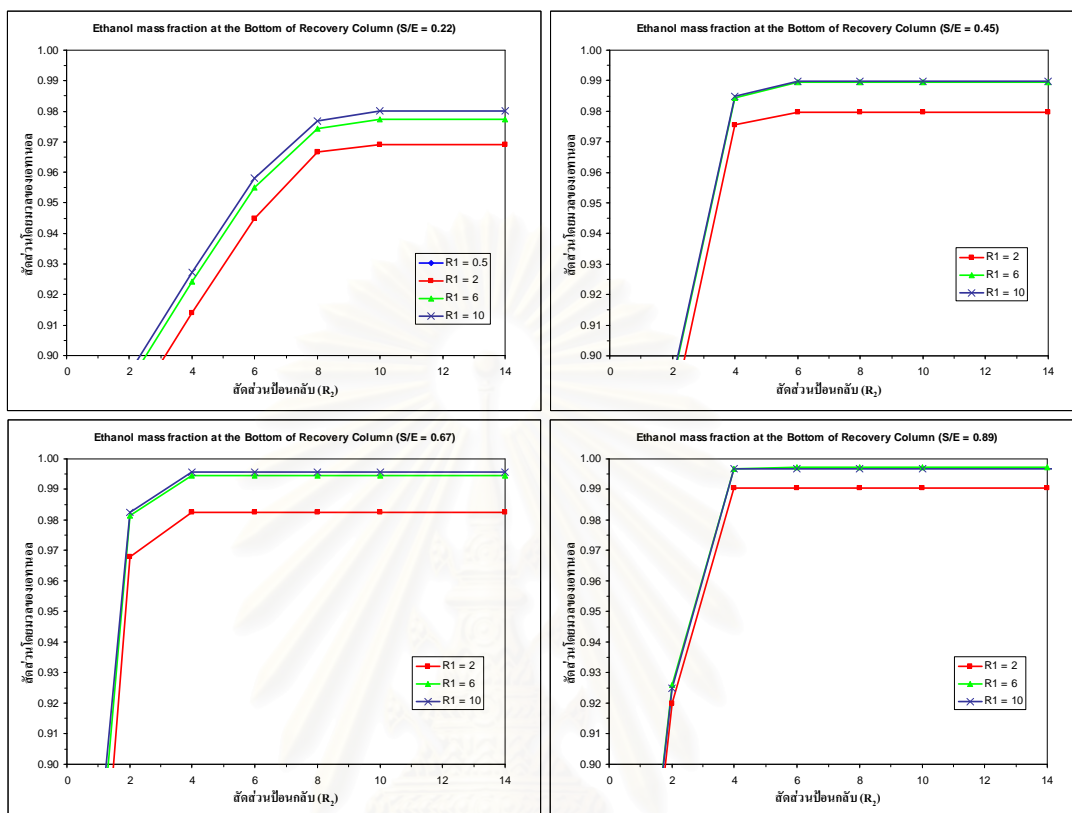 Ethanol mass fraction at the Bottom of Recovery Column (S/E = 0.22)
1.00
0.99
0.98
0.97
0.96
0.95
0.94
0.93
0.92
0.91
0.90
สัดส่วนโดยมวลของเอทานอล
R1 = 0.5
R1 = 2
R1 = 6
R1 = 10
0 2 4 6 8 10 12 14
สัดส่วนป้อนกลับ (R₂)
Ethanol mass fraction at the Bottom of Recovery Column (S/E = 0.45)
1.00
0.99
0.98
0.97
0.96
0.95
0.94
0.93
0.92
0.91
0.90
สัดส่วนโดยมวลของเอทานอล
R1 = 2
R1 = 6
R1 = 10
0 2 4 6 8 10 12 14
สัดส่วนป้อนกลับ (R₂)
Ethanol mass fraction at the Bottom of Recovery Column (S/E = 0.67)
1.00
0.99
0.98
0.97
0.96
0.95
0.94
0.93
0.92
0.91
0.90
สัดส่วนโดยมวลของเอทานอล
R1 = 2
R1 = 6
R1 = 10
0 2 4 6 8 10 12 14
สัดส่วนป้อนกลับ (R₂)
Ethanol mass fraction at the Bottom of Recovery Column (S/E = 0.89)
1.00
0.99
0.98
0.97
0.96
0.95
0.94
0.93
0.92
0.91
0.90
สัดส่วนโดยมวลของเอทานอล
R1 = 2
R1 = 6
R1 = 10
0 2 4 6 8 10 12 14
สัดส่วนป้อนกลับ (R₂)